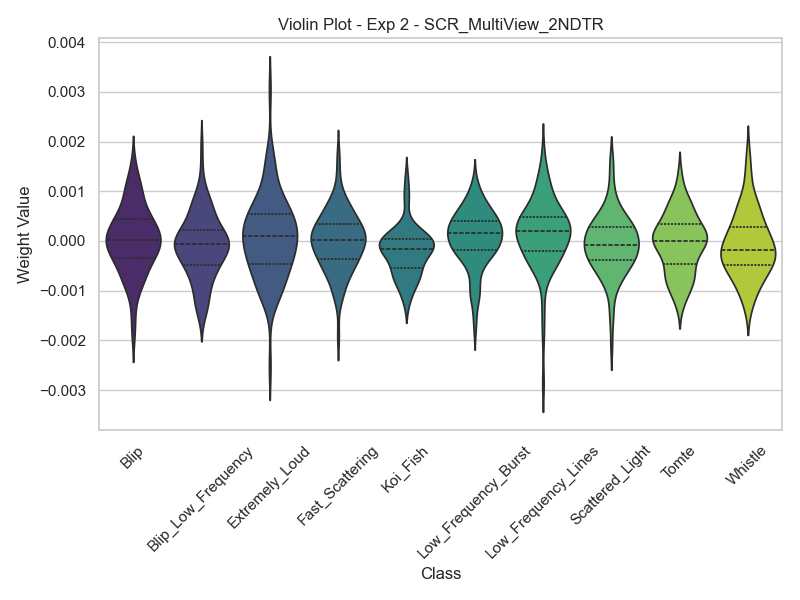 Violin Plot - Exp 2 - SCR_MultiView_2NDTR
0.004
0.003
0.002
0.001
0.000
−0.001
−0.002
−0.003
Weight Value
Blip
Blip_Low_Frequency
Extremely_Loud
Fast_Scattering
Koi_Fish
Low_Frequency_Burst
Low_Frequency_Lines
Scattered_Light
Tomte
Whistle
Class